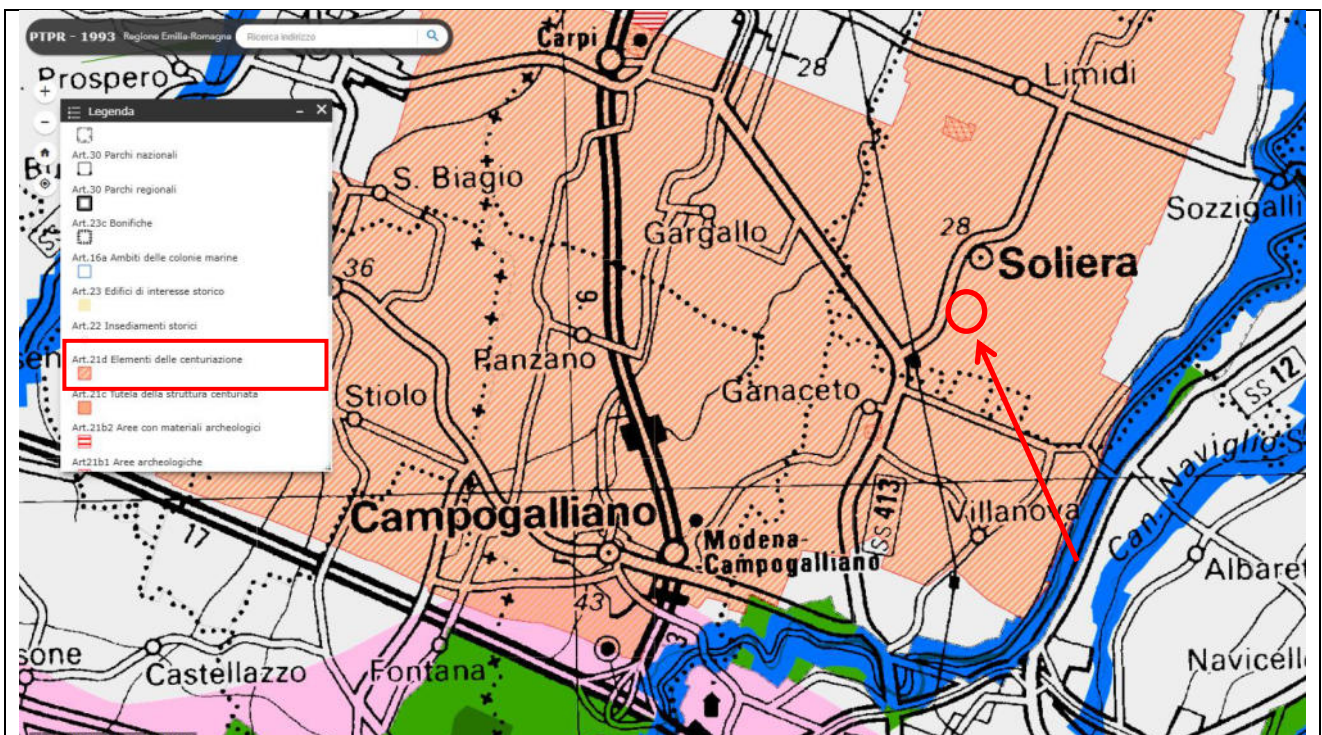 PTPR - 1993 Regione Emilia-Romagna Ricerca indirizzo
Legenda
Art.30 Parchi nazionali
Art.30 Parchi regionali
Art.23c Bonifiche
Art.16a Ambiti delle colonie marine
Art.23 Edifici di interesse storico
Art.22 Insediamenti storici
Art.21d Elementi delle centuriazione
Art.21c Tutela della struttura centuriata
Art.21b2 Aree con materiali archeologici
Art21b1 Aree archeologiche
Prospero
Carpi
28
Limidi
S. Biagio
Sozzigalli
Gargallo
28
Soliera
36
9
Panzano
Stiolo
Ganaceto
SS 12
Can. Naviglio
SS 413
Campogalliano
Villanova
Modena-
-Campogalliano
17
43
Albaret
3
sone
Castellazzo
Fontana
Navicell